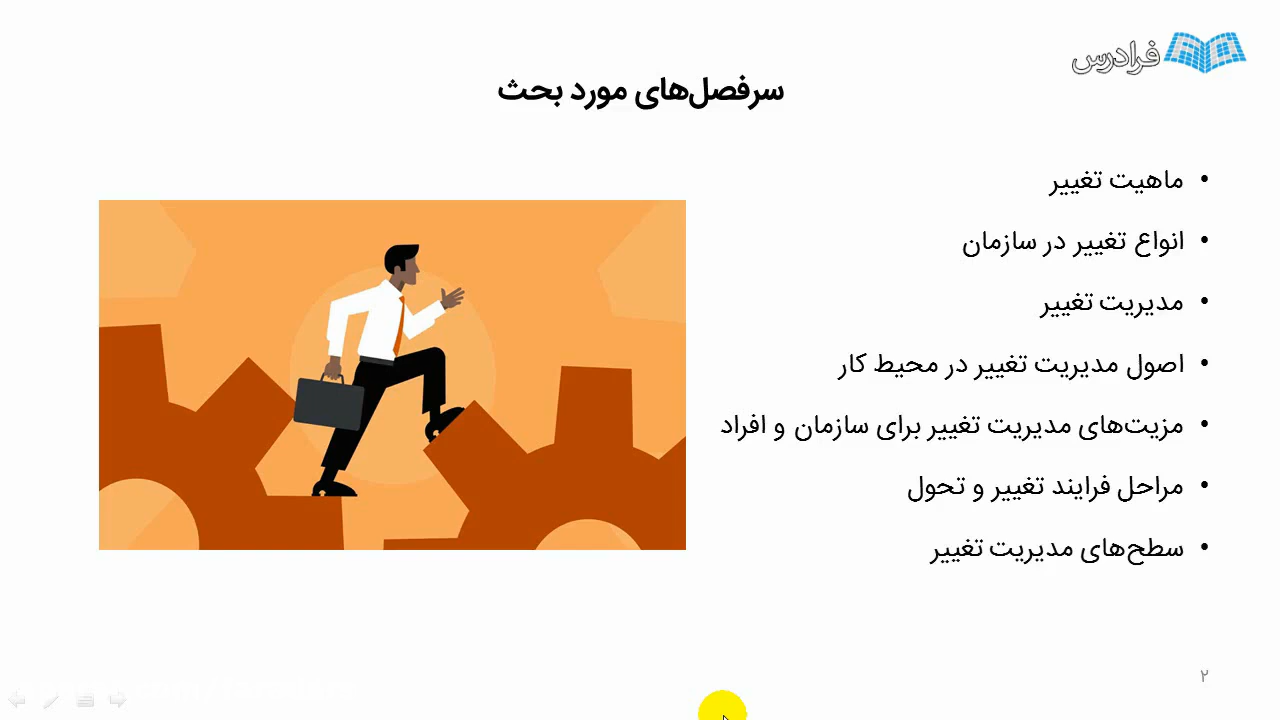 فرادرس
سرفصل‌های مورد بحث
• ماهیت تغییر
• انواع تغییر در سازمان
• مدیریت تغییر
• اصول مدیریت تغییر در محیط کار
• مزیت‌های مدیریت تغییر برای سازمان و افراد
• مراحل فرایند تغییر و تحول
• سطح‌های مدیریت تغییر
۲